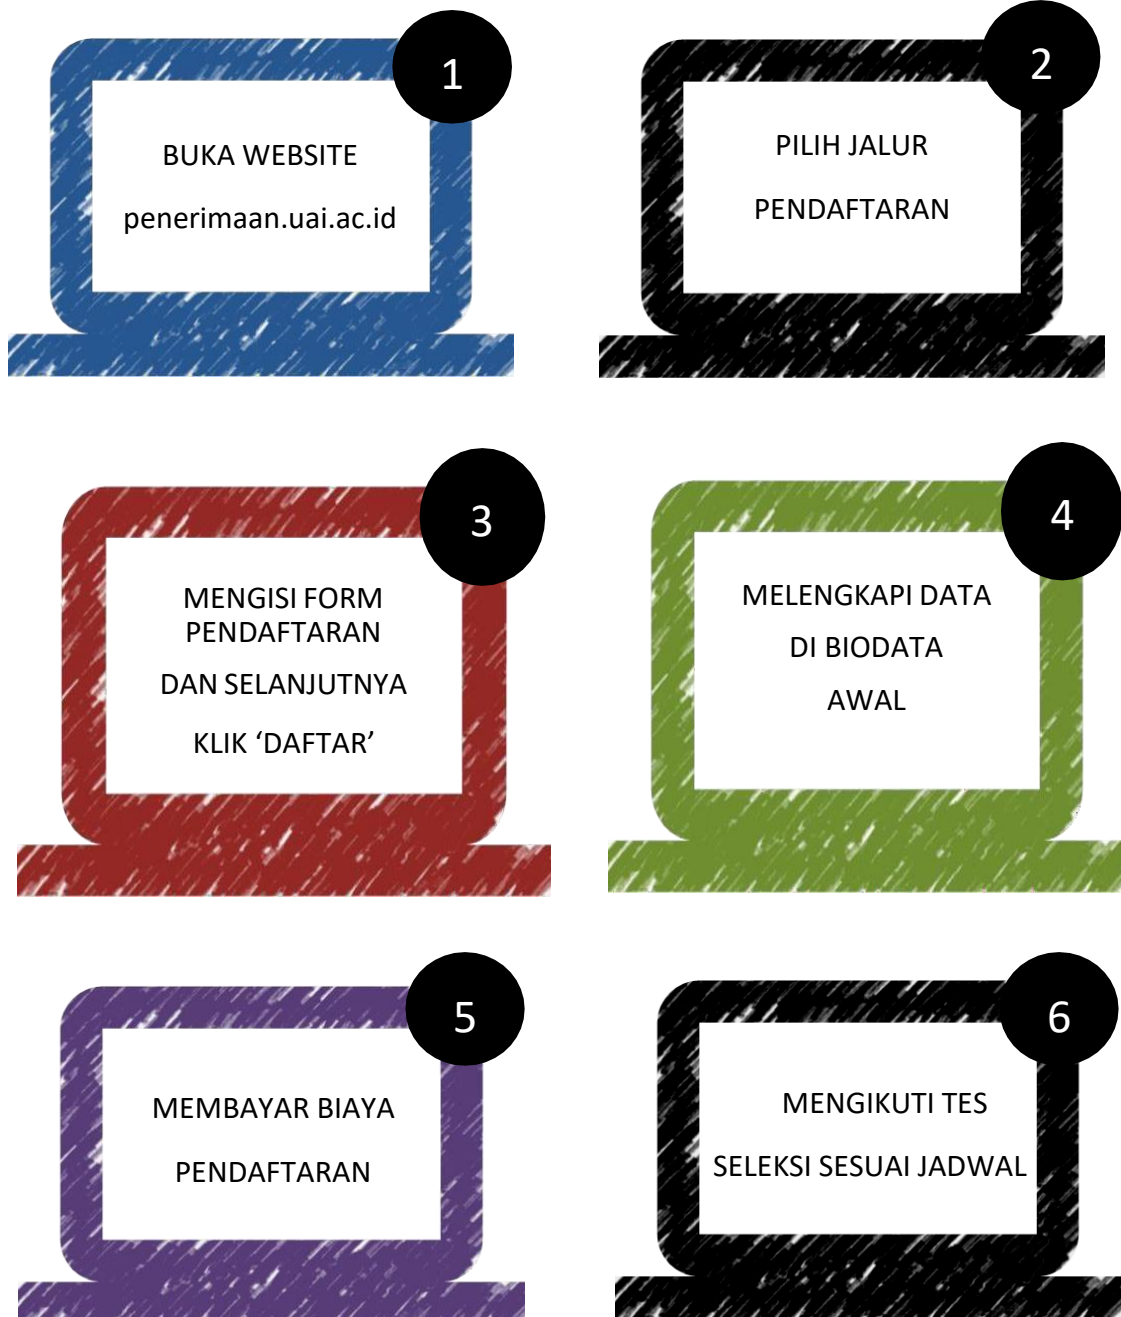 1
BUKA WEBSITE
penerimaan.uai.ac.id
2
PILIH JALUR
PENDAFTARAN
3
MENGISI FORM
PENDAFTARAN
DAN SELANJUTNYA
KLIK ‘DAFTAR’
4
MELENGKAPI DATA
DI BIODATA
AWAL
5
MEMBAYAR BIAYA
PENDAFTARAN
6
MENGIKUTI TES
SELEKSI SESUAI JADWAL